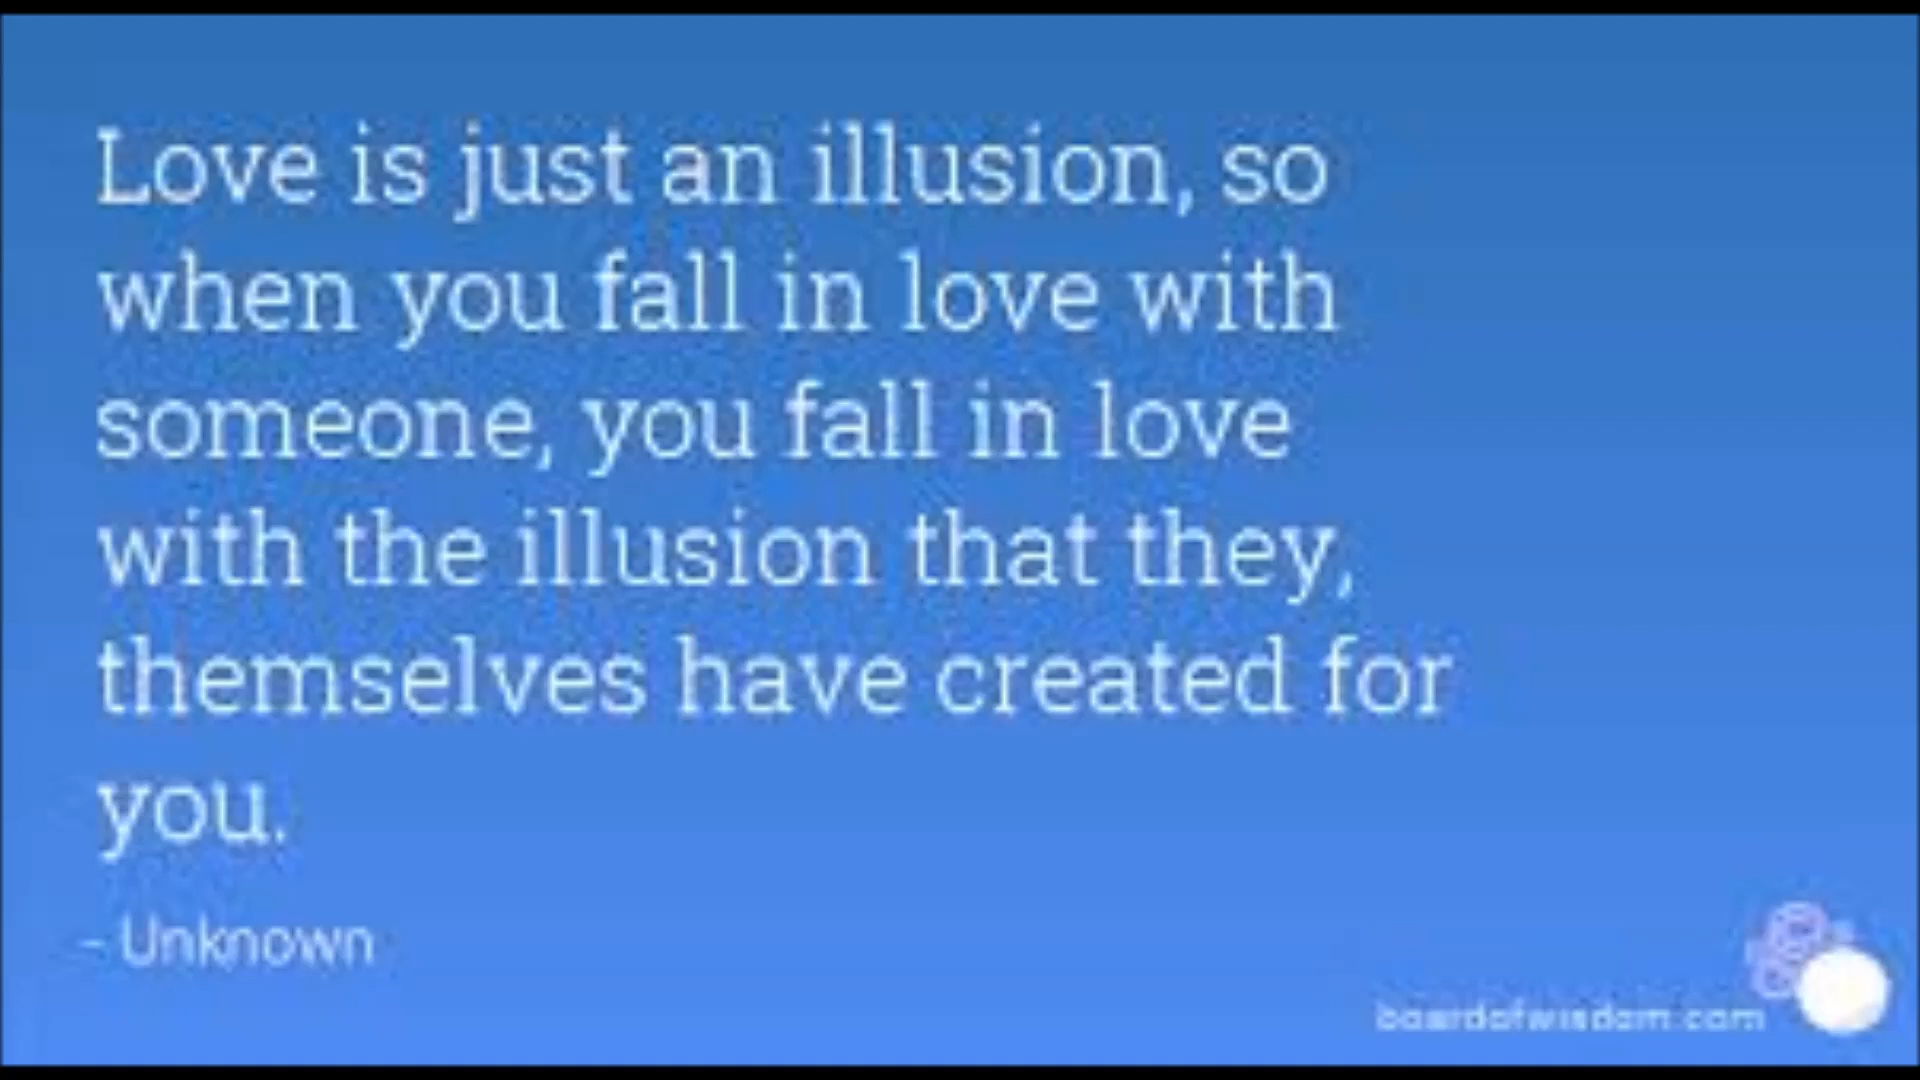 Love is just an illusion, so
when you fall in love with
someone, you fall in love
with the illusion that they,
themselves have created for
you.
- Unknown
boardofwisdom.com